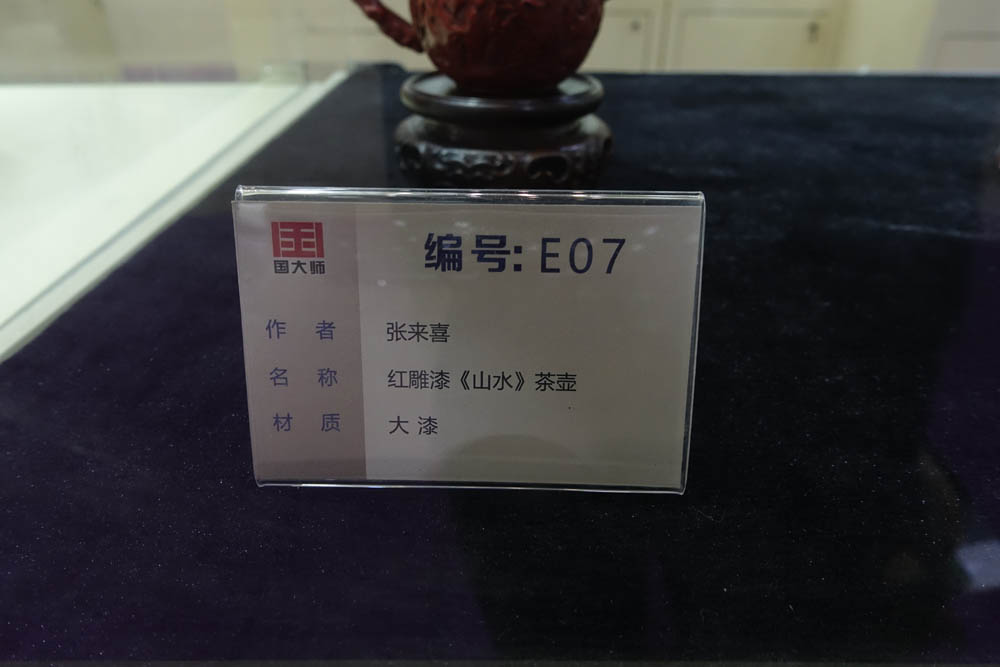 国大师
编号: E07
作 者 张来喜
名 称 红雕漆《山水》茶壶
材 质 大漆